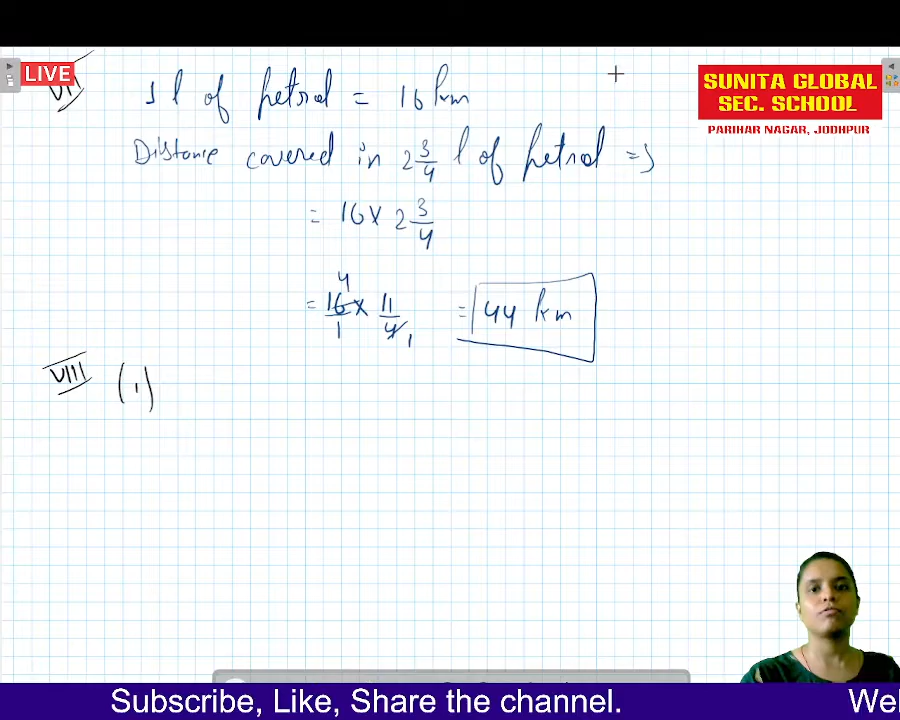 LIVE
VII
1 l of petrol = 16 km
SUNITA GLOBAL
SEC. SCHOOL
PARIHAR NAGAR, JODHPUR
Distance covered in 2 3/4 l of petrol =>
= 16 × 2 3/4
4
= 16/1 × 11/4 1 = 44 km
VIII (1)
Subscribe, Like, Share the channel. Wel